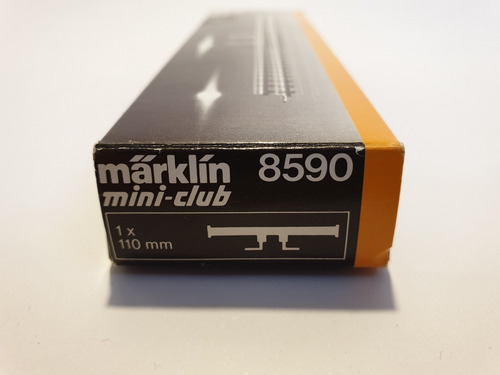 märklin 8590
mini-club
1 x
110 mm